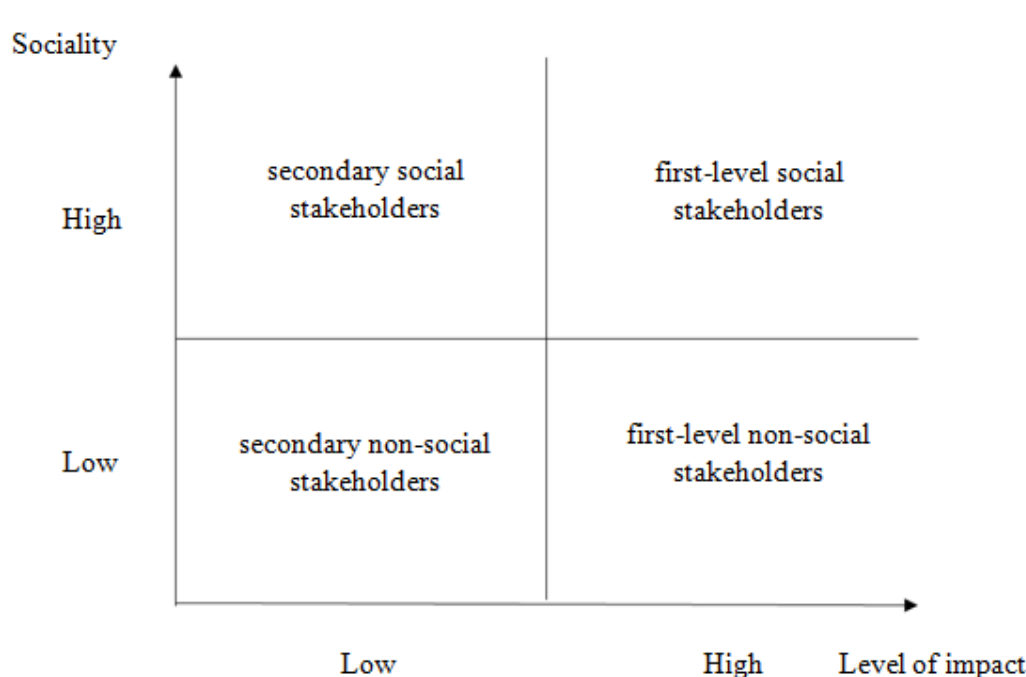 Sociality
secondary social
stakeholders
first-level social
stakeholders
High
secondary non-social
stakeholders
first-level non-social
stakeholders
Low
Low
High
Level of impact